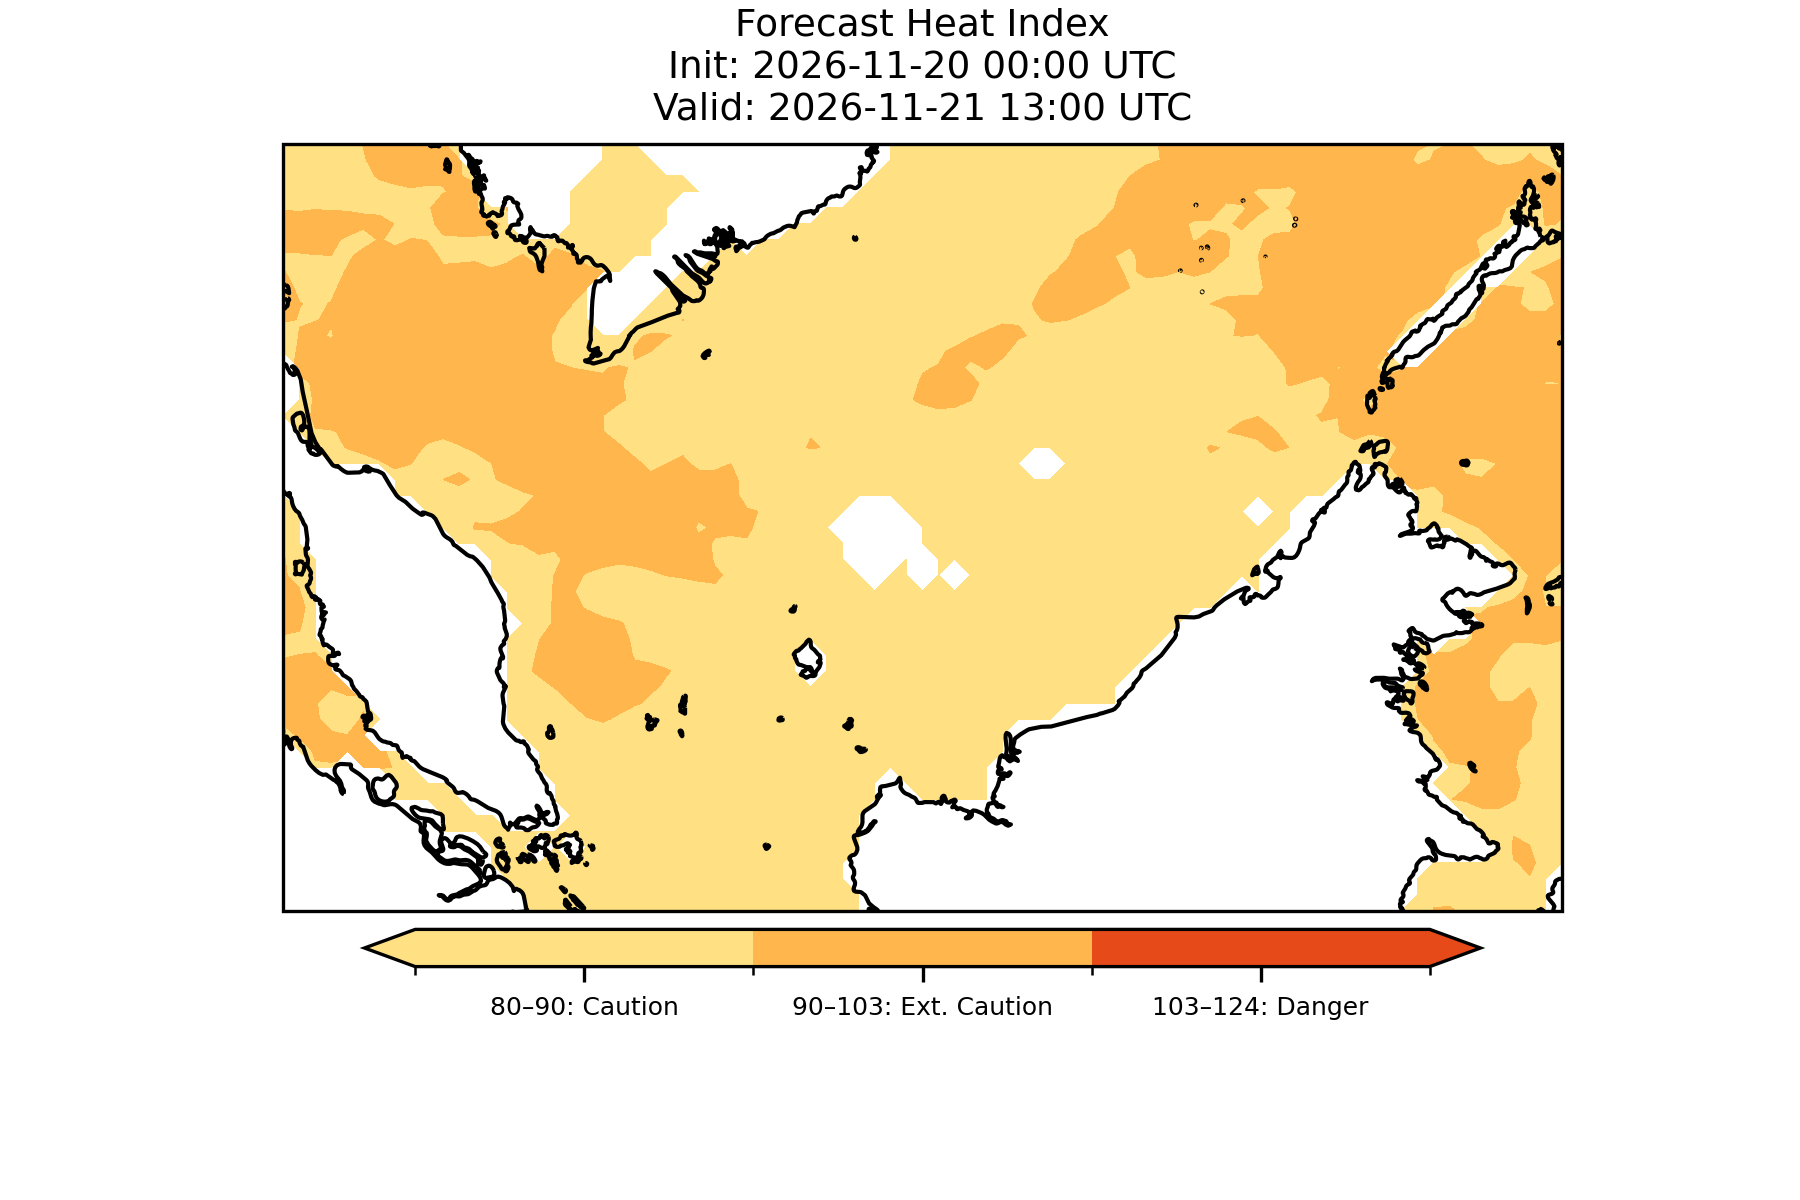 Forecast Heat Index
Init: 2026-11-20 00:00 UTC
Valid: 2026-11-21 13:00 UTC
80–90: Caution
90–103: Ext. Caution
103–124: Danger